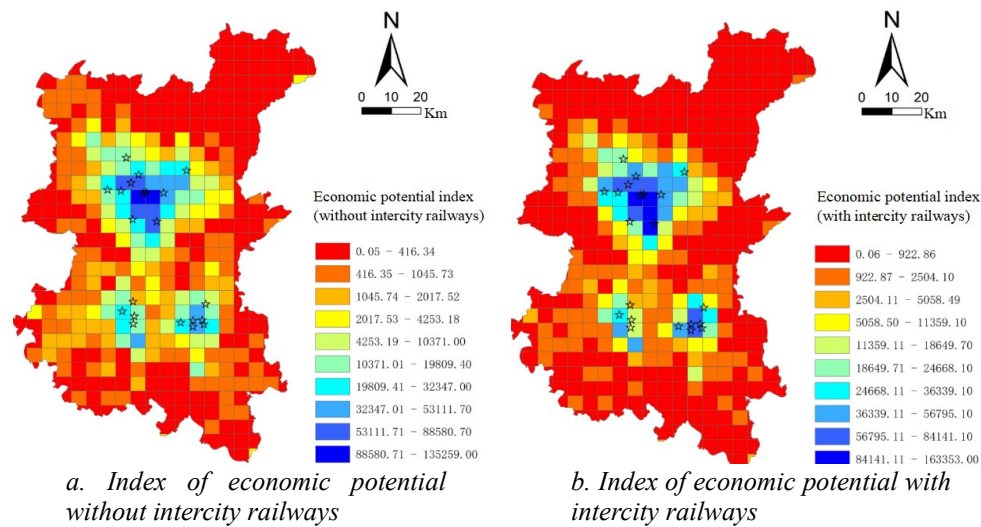 N
0 10 20
Km
Economic potential index
(without intercity railways)
0.05 - 416.34
416.35 - 1045.73
1045.74 - 2017.52
2017.53 - 4253.18
4253.19 - 10371.00
10371.01 - 19809.40
19809.41 - 32347.00
32347.01 - 53111.70
53111.71 - 88580.70
88580.71 - 135259.00
a. Index of economic potential
without intercity railways
N
0 10 20
Km
Economic potential index
(with intercity railways)
0.06 - 922.86
922.87 - 2504.10
2504.11 - 5058.49
5058.50 - 11359.10
11359.11 - 18649.70
18649.71 - 24668.10
24668.11 - 36339.10
36339.11 - 56795.10
56795.11 - 84141.10
84141.11 - 163353.00
b. Index of economic potential with
intercity railways